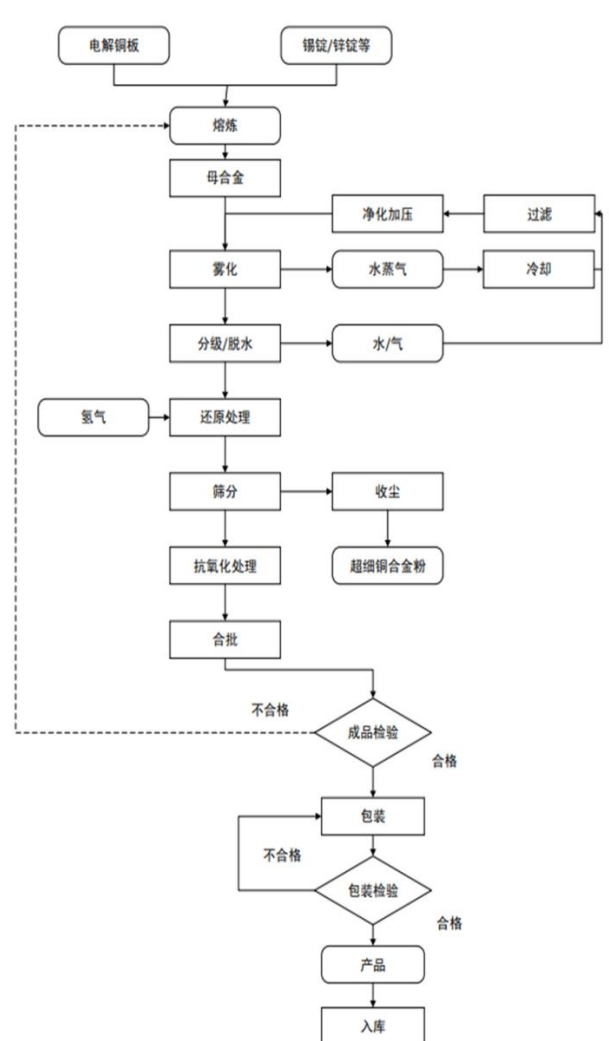 电解铜板
锡锭/锌锭等
熔炼
母合金
净化加压
过滤
雾化
水蒸气
冷却
分级/脱水
水/气
氢气
还原处理
筛分
收尘
抗氧化处理
超细铜合金粉
合批
不合格
成品检验
合格
包装
不合格
包装检验
合格
产品
入库